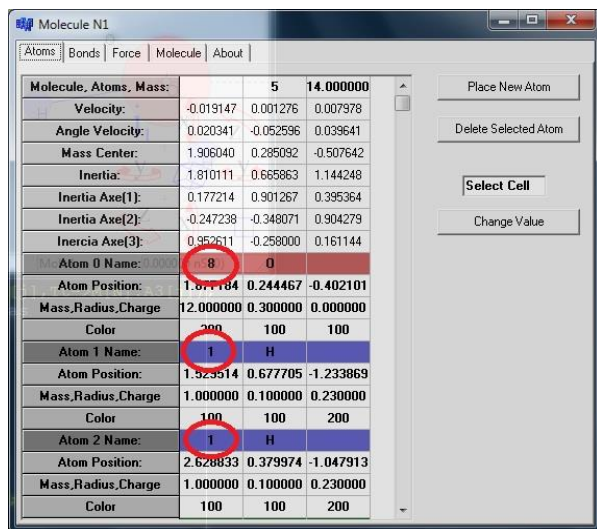 Molecule N1
Atoms Bonds Force Molecule About
Molecule, Atoms, Mass: 5 14.000000
Velocity: -0.019147 0.001276 0.007978
Angle Velocity: 0.020341 -0.052596 0.039641
Mass Center: 1.906040 0.285092 -0.507642
Inertia: 1.810111 0.665863 1.144248
Inertia Axe(1): 0.177214 0.901267 0.395364
Inertia Axe(2): -0.247238 -0.348071 0.904279
Inercia Axe(3): 0.952611 -0.258000 0.161144
Atom 0 Name: 8 O
Atom Position: 0.244467 -0.402101
Mass,Radius,Charge 12.000000 0.300000 0.000000
Color 200 100 100
Atom 1 Name: 1 H
Atom Position: 1.529514 0.677705 -1.233869
Mass,Radius,Charge 1.000000 0.100000 0.230000
Color 100 100 200
Atom 2 Name: 1 H
Atom Position: 2.628833 0.379974 -1.047913
Mass,Radius,Charge 1.000000 0.100000 0.230000
Color 100 100 200
Place New Atom
Delete Selected Atom
Select Cell
Change Value